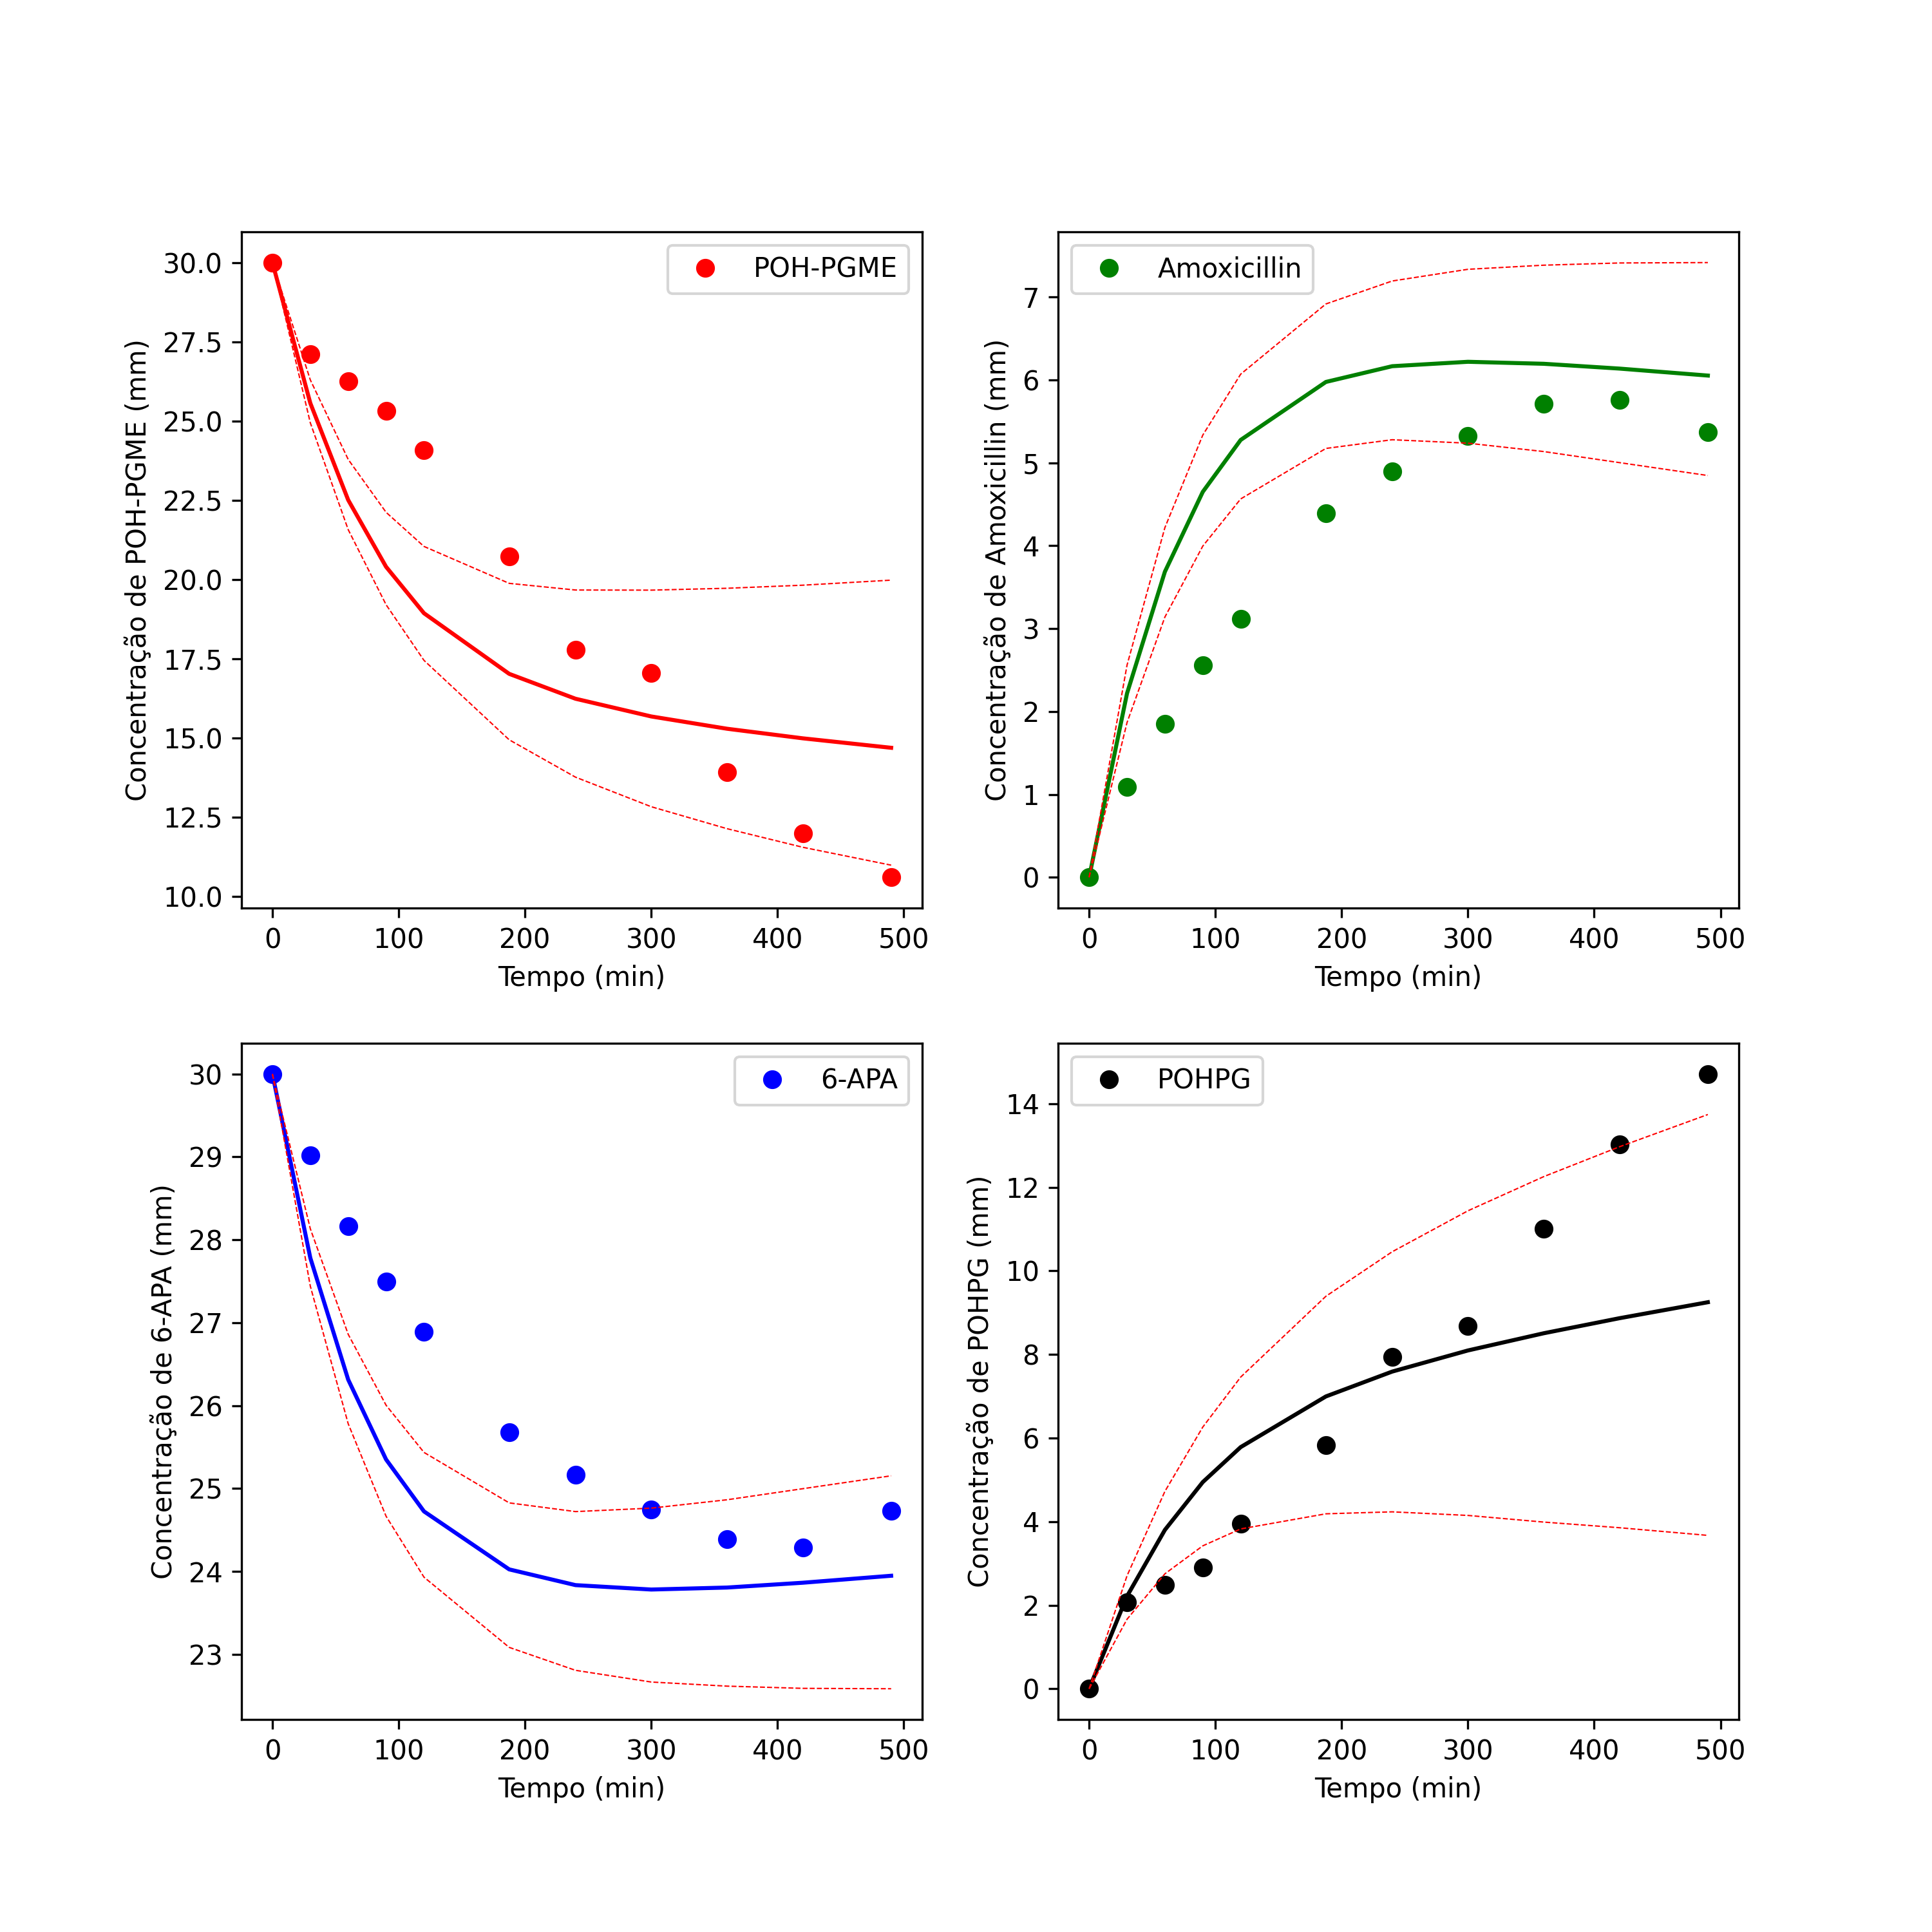 POH-PGME
Concentração de POH-PGME (mm)
30.0
27.5
25.0
22.5
20.0
17.5
15.0
12.5
10.0
0 100 200 300 400 500
Tempo (min)
Amoxicillin
Concentração de Amoxicillin (mm)
7
6
5
4
3
2
1
0
0 100 200 300 400 500
Tempo (min)
6-APA
Concentração de 6-APA (mm)
30
29
28
27
26
25
24
23
0 100 200 300 400 500
Tempo (min)
POHPG
Concentração de POHPG (mm)
14
12
10
8
6
4
2
0
0 100 200 300 400 500
Tempo (min)